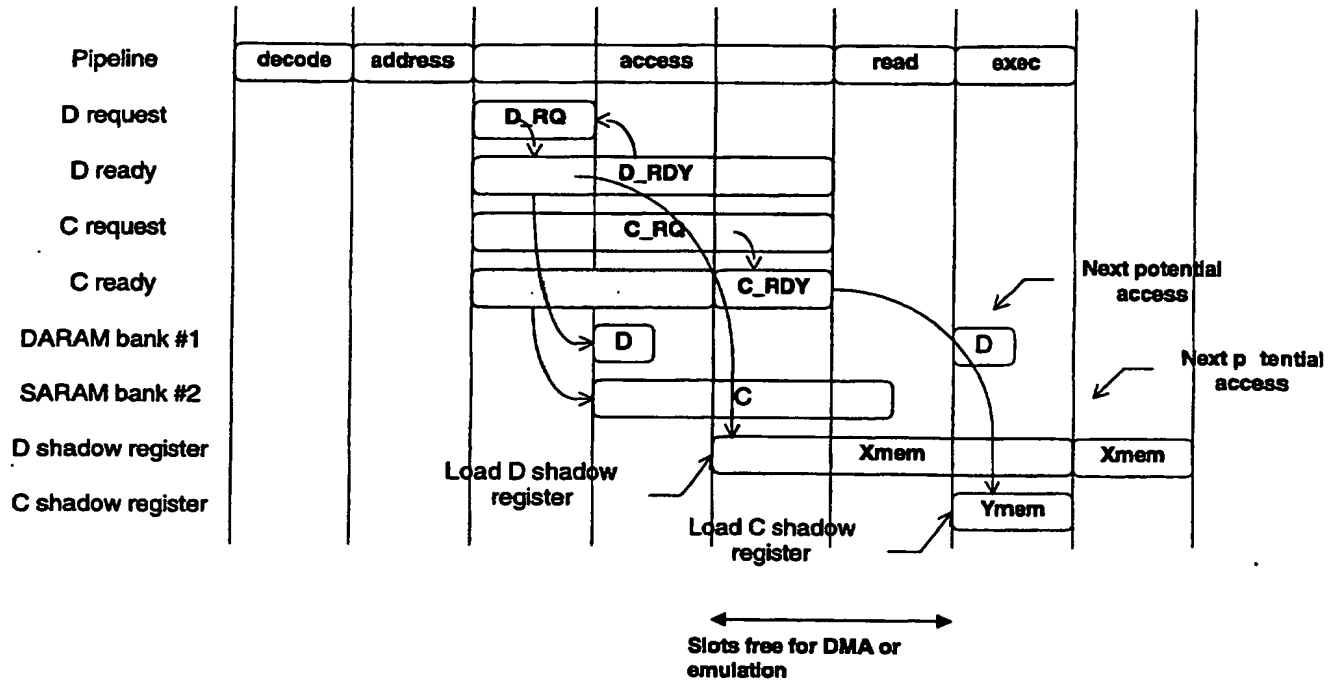 Pipeline decode address access read exec
D request D_RQ
D ready D_RDY
C request C_RQ
C ready C_RDY
Next potential
access
DARAM bank #1 D D
Next p tential
access
SARAM bank #2 C
D shadow register Xmem Xmem
Load D shadow
register
C shadow register Ymem
Load C shadow
register
Slots free for DMA or
emulation